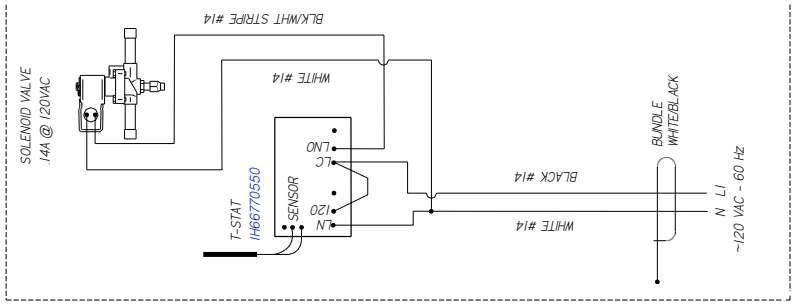 BLK/WHT STRIPE #14
WHITE #14
SOLENOID VALVE
.14A @ 120VAC
LNO
LC
SENSOR
120
LN
T-STAT
IH66770550
BLACK #14
WHITE #14
BUNDLE
WHITE/BLACK
N L1
~120 VAC - 60 Hz